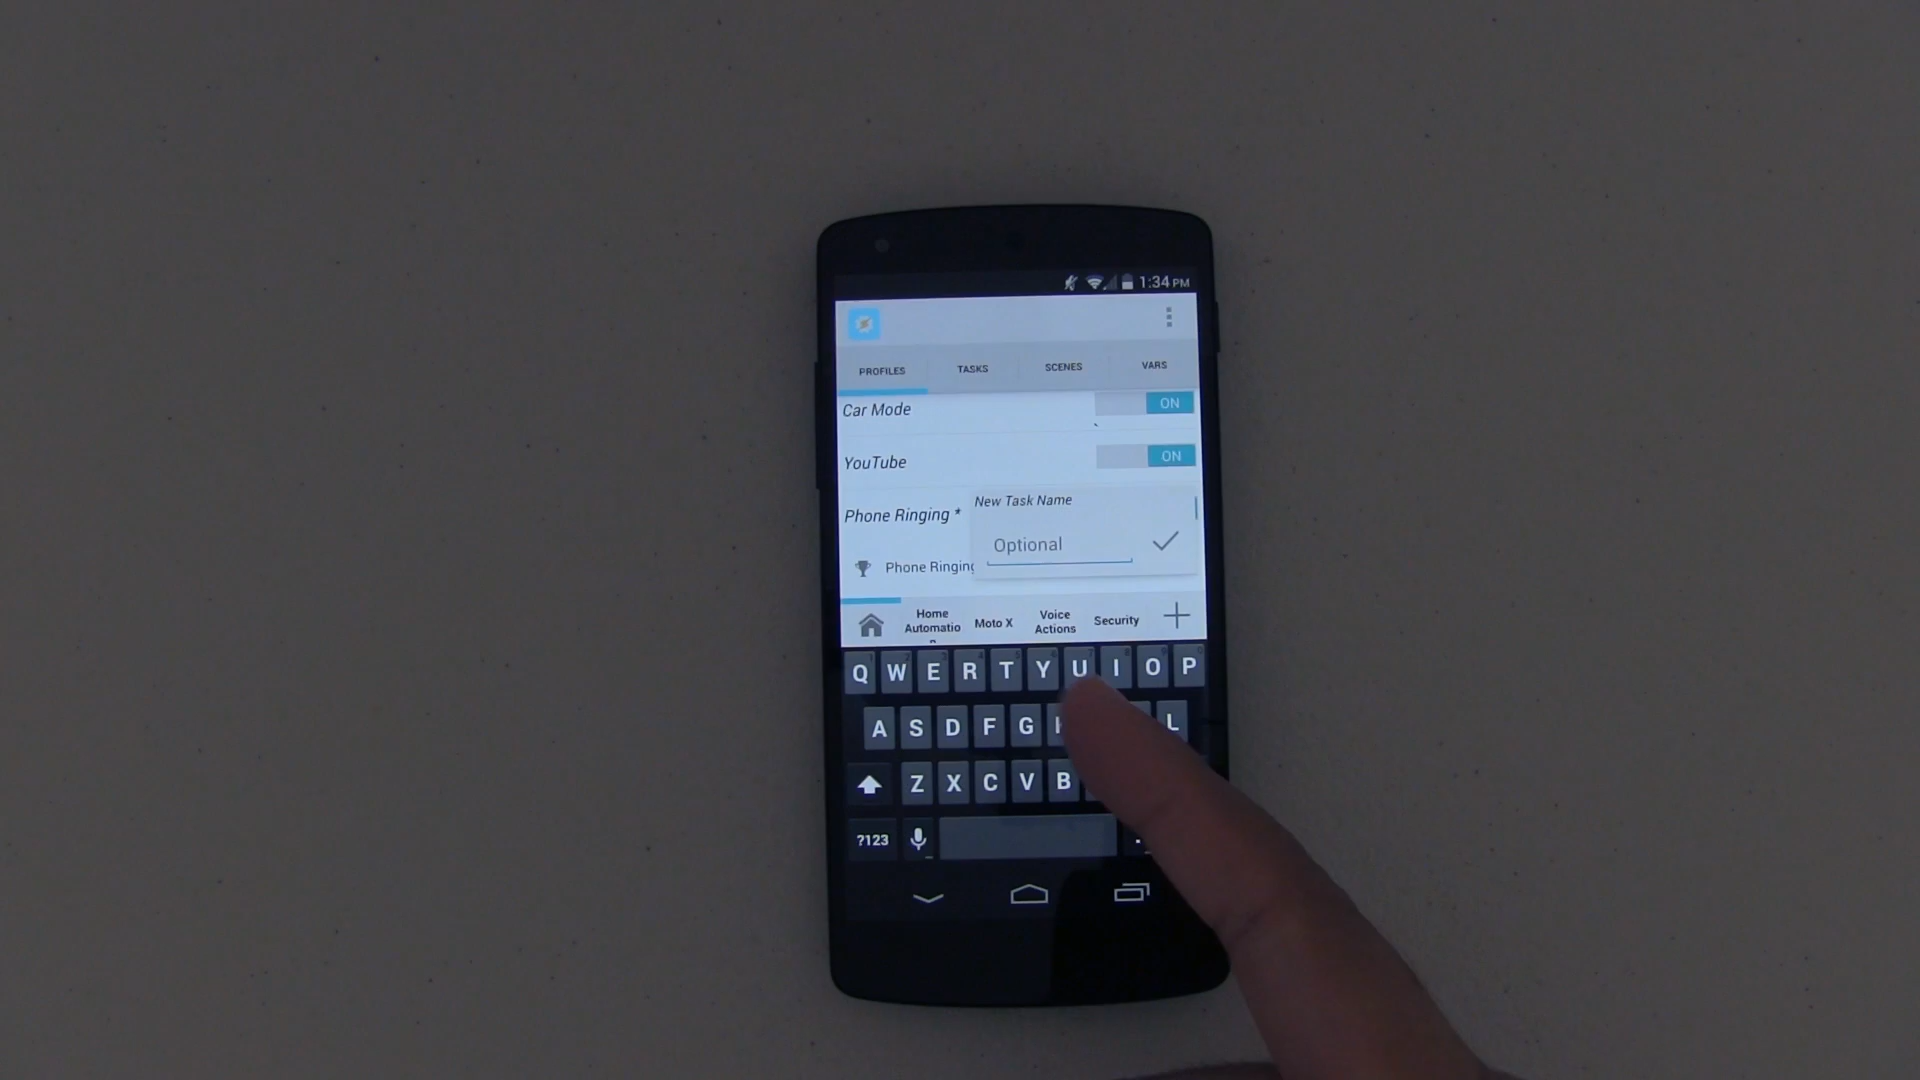 1:34 PM
PROFILES TASKS SCENES VARS
Car Mode ON
YouTube ON
New Task Name
Phone Ringing *
Optional
Phone Ringing
Home
Automatio
n
Moto X
Voice
Actions
Security
Q W E R T Y U I O P
A S D F G L
Z X C V B
?123 .